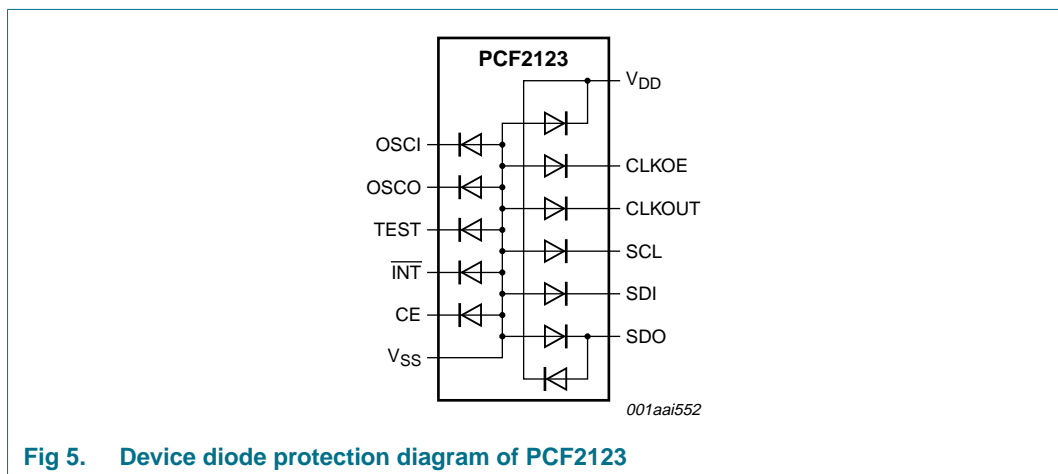 PCF2123
OSCI
OSCO
TEST
INT
CE
VSS
VDD
CLKOE
CLKOUT
SCL
SDI
SDO
001aai552
Fig 5. Device diode protection diagram of PCF2123